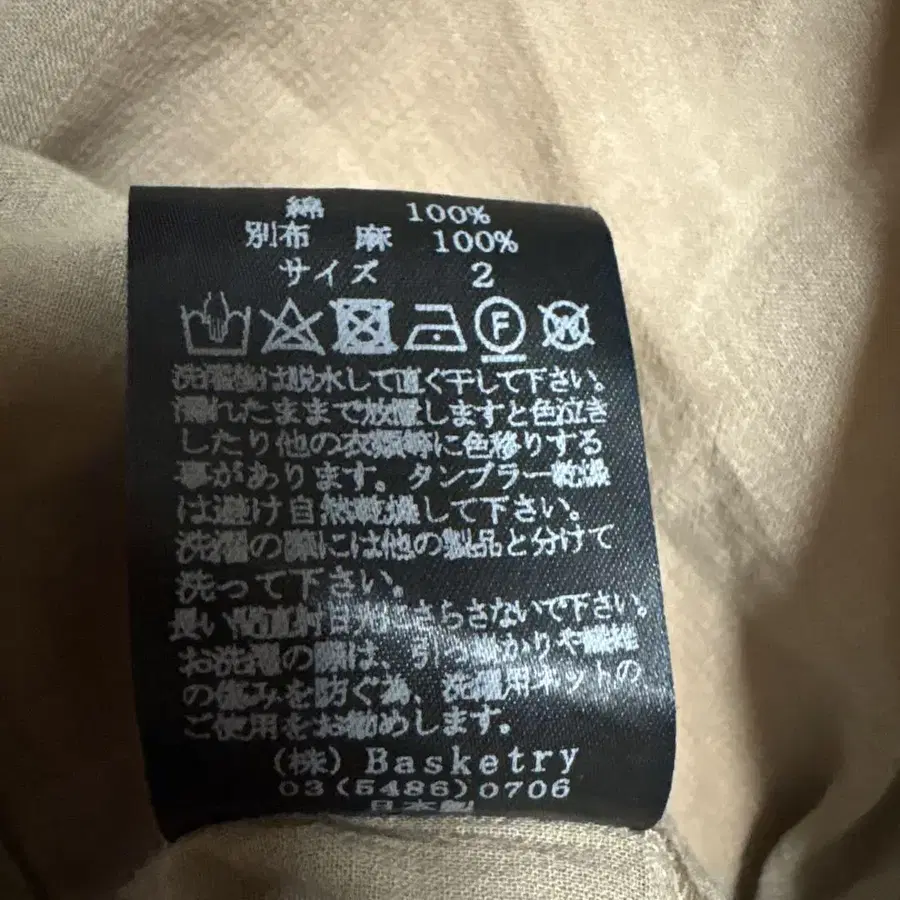 綿 100%
別布 麻 100%
サイズ 2
F W
洗濯後は脱水して直ぐ干して下さい。
濡れたままで放置しますと色泣き
したり他の衣類等に色移りする
事があります。タンブラー乾燥
は避け自然乾燥して下さい。
洗濯の際には他の製品と分けて
洗って下さい。
長い間直射日光にさらさないで下さい。
お洗濯の際は、引っ掛かりや繊維
の傷みを防ぐ為、洗濯用ネットの
ご使用をお勧めします。
(株) Basketry
03(5486)0706
日本製